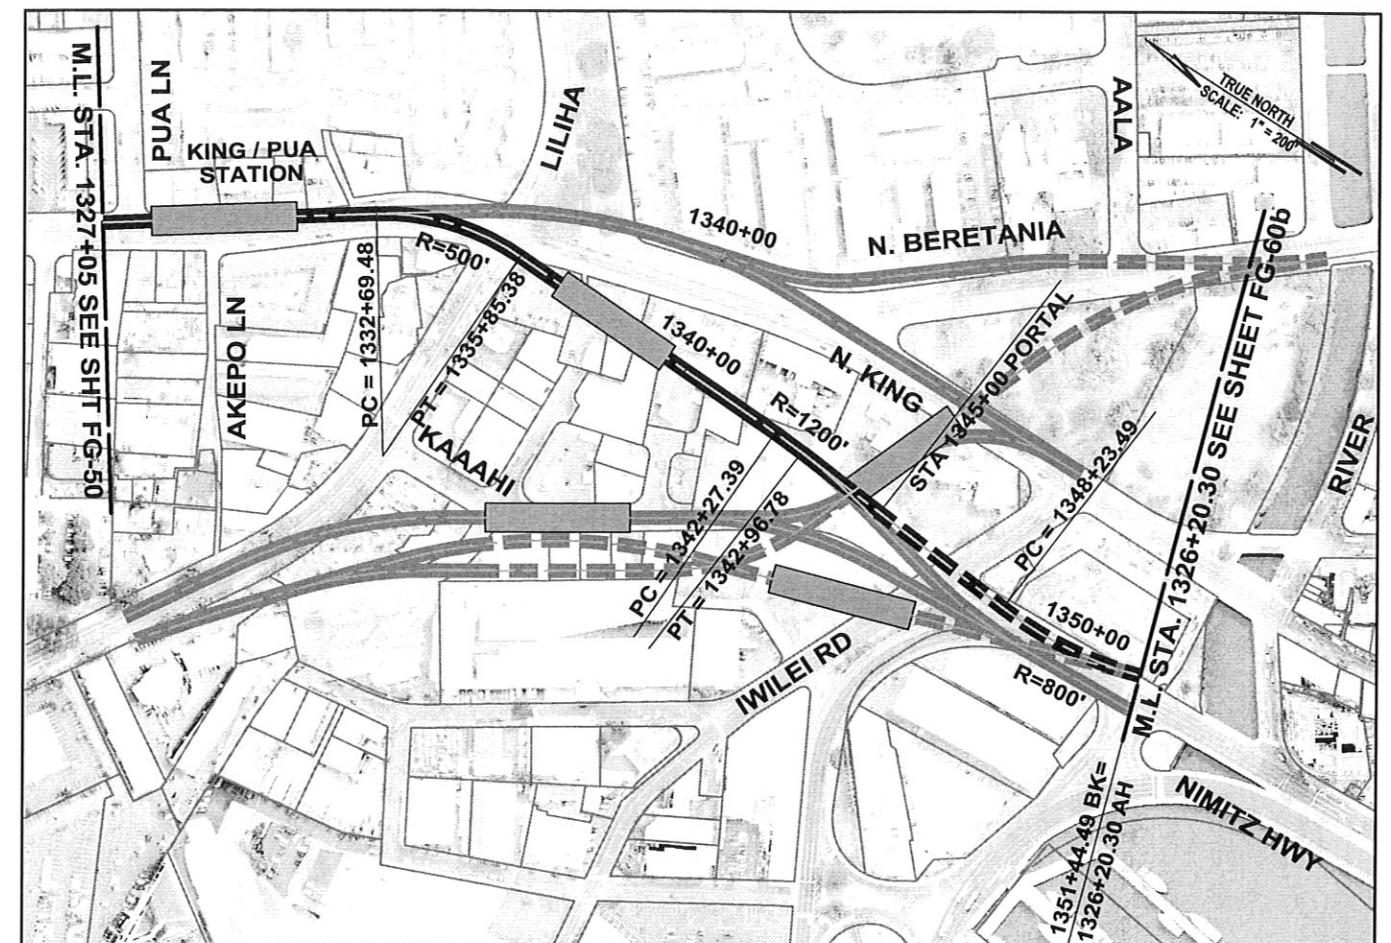 M.L. STA. 1327+05 SEE SHT FG-50
PUA LN
KING / PUA
STATION
LILIHA
AALA
TRUE NORTH
SCALE: 1" = 200'
1340+00
N. BERETANIA
R=500'
PC = 1332+69.48
PT = 1335+85.38
AKEPO LN
1340+00
N. KING
R=1200'
STA 1345+00 PORTAL
KAAAHI
PC = 1342+27.39
PT = 1342+96.78
PC = 1348+23.49
M.L. STA. 1326+20.30 SEE SHEET FG-60b
RIVER
1350+00
R=800'
IWILEI RD
NIMITZ HWY
1351+44.49 BK=
1326+20.30 AH